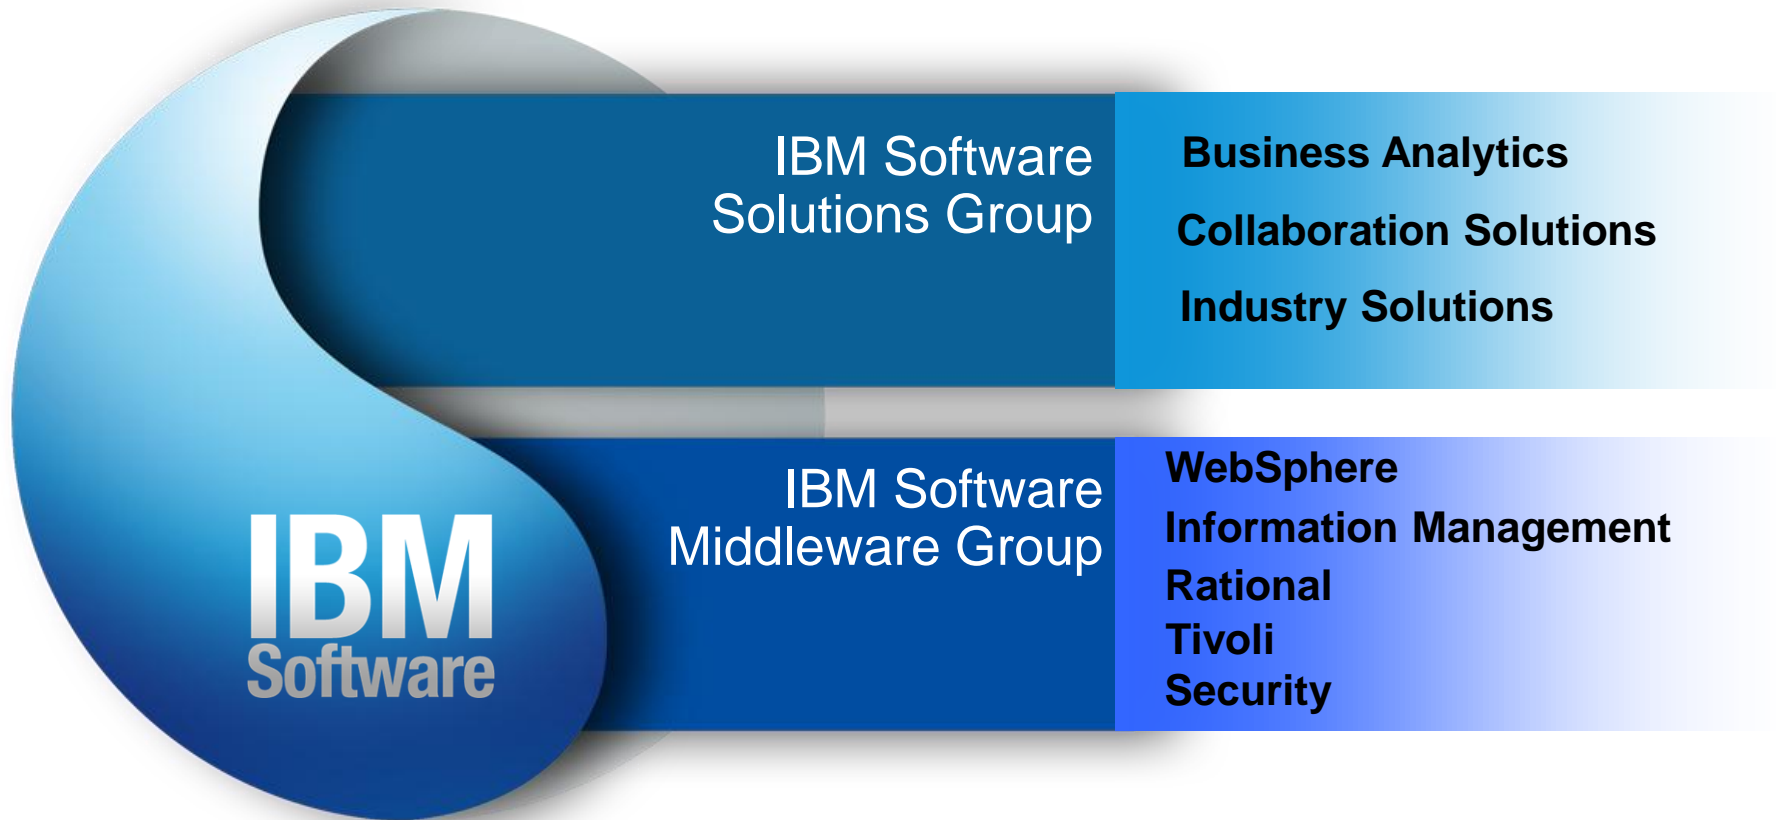 IBM
Software
IBM Software
Solutions Group
Business Analytics
Collaboration Solutions
Industry Solutions
IBM Software
Middleware Group
WebSphere
Information Management
Rational
Tivoli
Security